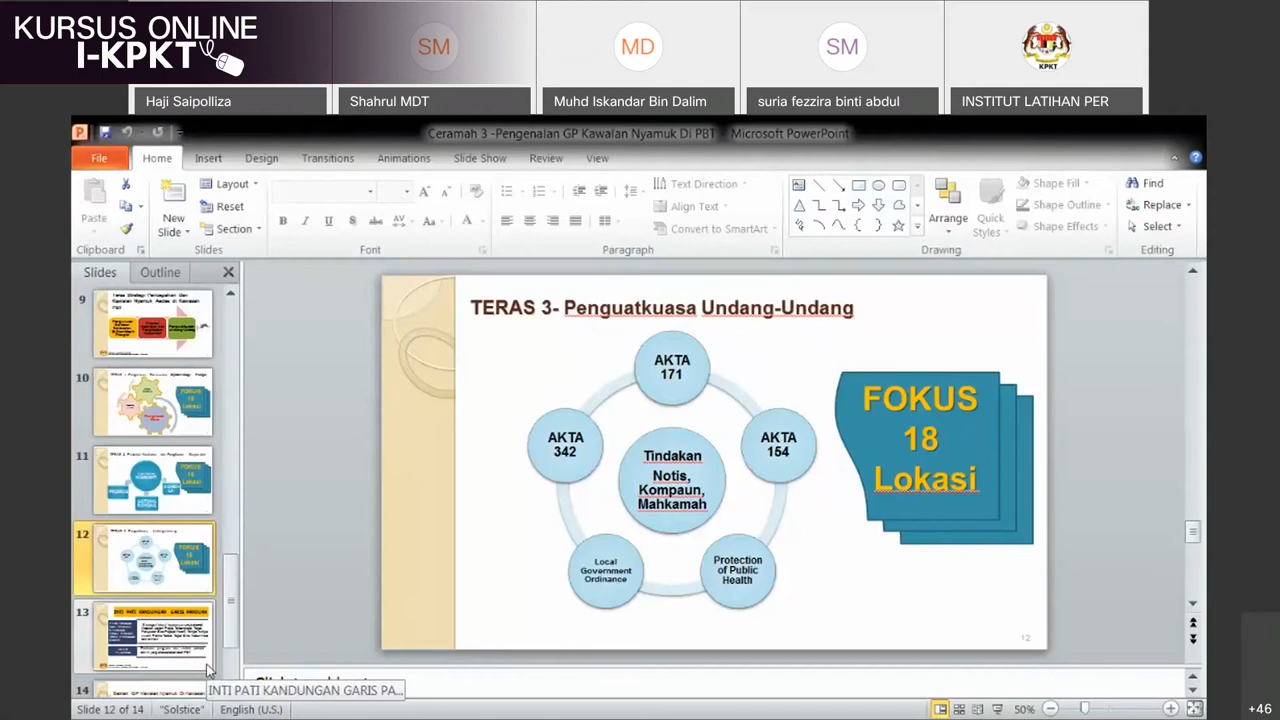 KURSUS ONLINE
I-KPKT
SM
MD
SM
KPKT
Haji Saipolliza
Shahrul MDT
Muhd Iskandar Bin Dalim
suria fezzira binti abdul
INSTITUT LATIHAN PER
Ceramah 3 -Pengenalan GP Kawalan Nyamuk Di PBT - Microsoft PowerPoint
File
Home
Insert
Design
Transitions
Animations
Slide Show
Review
View
Paste
New
Slide
Layout
Reset
Section
Text Direction
Align Text
Convert to SmartArt
Arrange
Quick
Styles
Shape Fill
Shape Outline
Shape Effects
Find
Replace
Select
Clipboard
Slides
Font
Paragraph
Drawing
Editing
Slides
Outline
9
10
11
12
13
14
TERAS 3- Penguatkuasa Undang-Undang
AKTA
171
AKTA
342
AKTA
154
Tindakan
Notis,
Kompaun,
Mahkamah
Local
Government
Ordinance
Protection
of Public
Health
FOKUS
18
Lokasi
12
INTI PATI KANDUNGAN GARIS PA...
Slide 12 of 14
"Solstice"
English (U.S.)
50%
+46